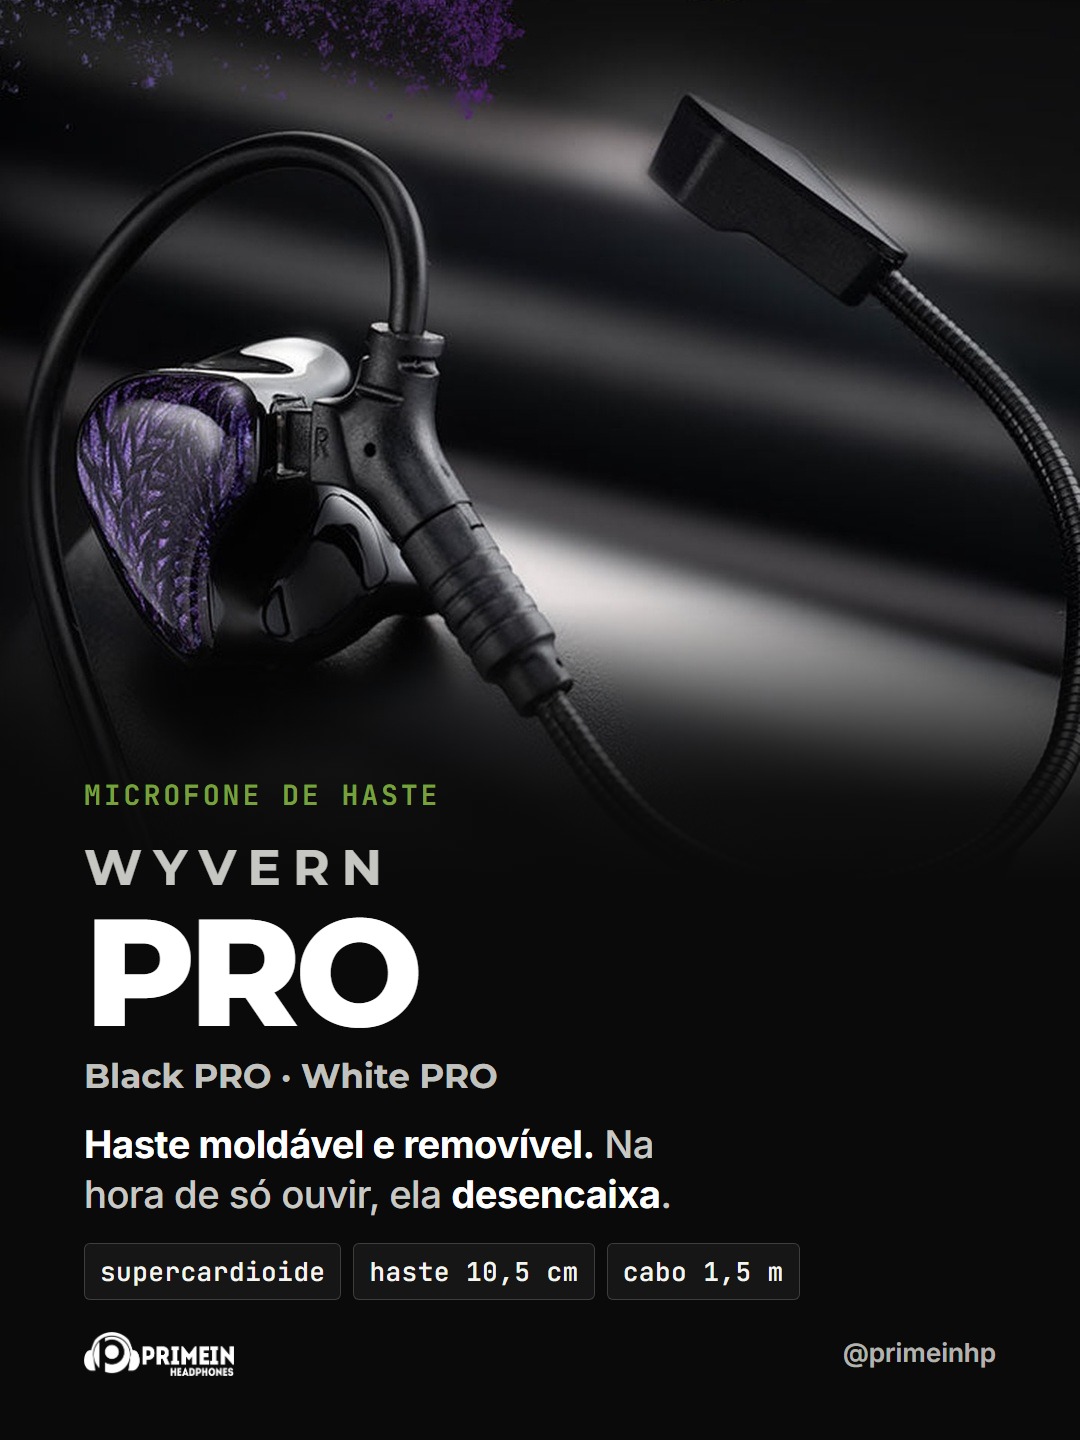 R
MICROFONE DE HASTE
WYVERN
PRO
Black PRO · White PRO
Haste moldável e removível. Na
hora de só ouvir, ela desencaixa.
supercardioide
haste 10,5 cm
cabo 1,5 m
PRIMEIN
HEADPHONES
@primeinhp